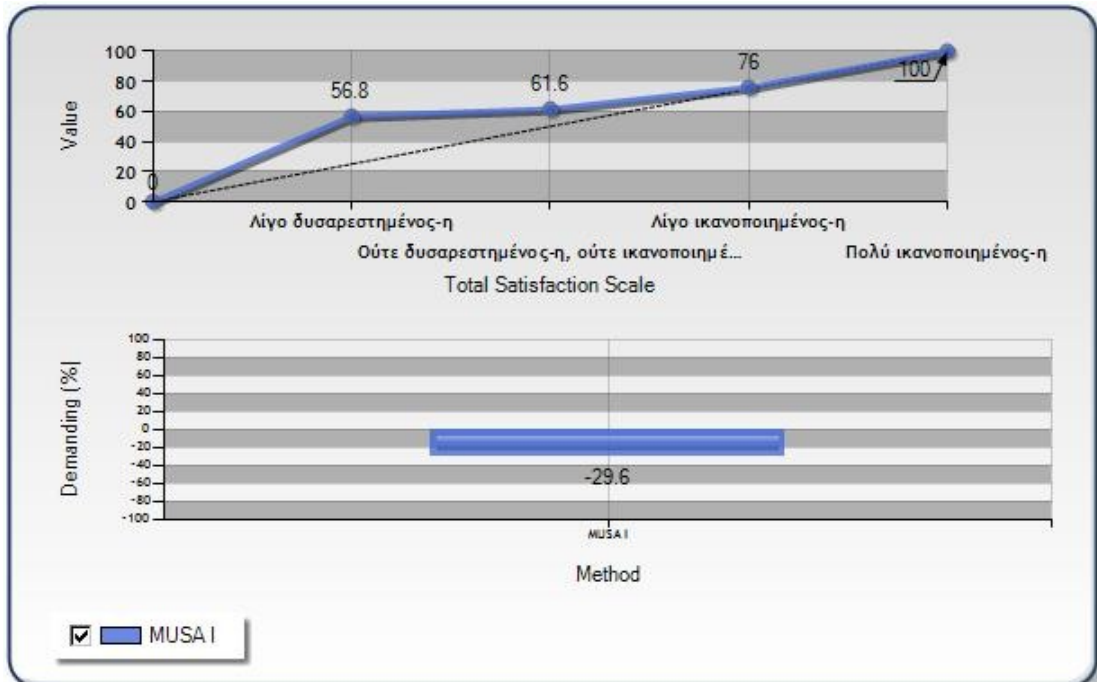 100
80
60
40
20
0
Value
0
56.8
61.6
76
100
Λίγο δυσαρεστημένος-η
Λίγο ικανοποιημένος-η
Ούτε δυσαρεστημένος-η, ούτε ικανοποιημέ...
Πολύ ικανοποιημένος-η
Total Satisfaction Scale
100
80
60
40
20
0
-20
-40
-60
-80
-100
Demanding (%)
-29.6
MUSA I
Method
MUSA I